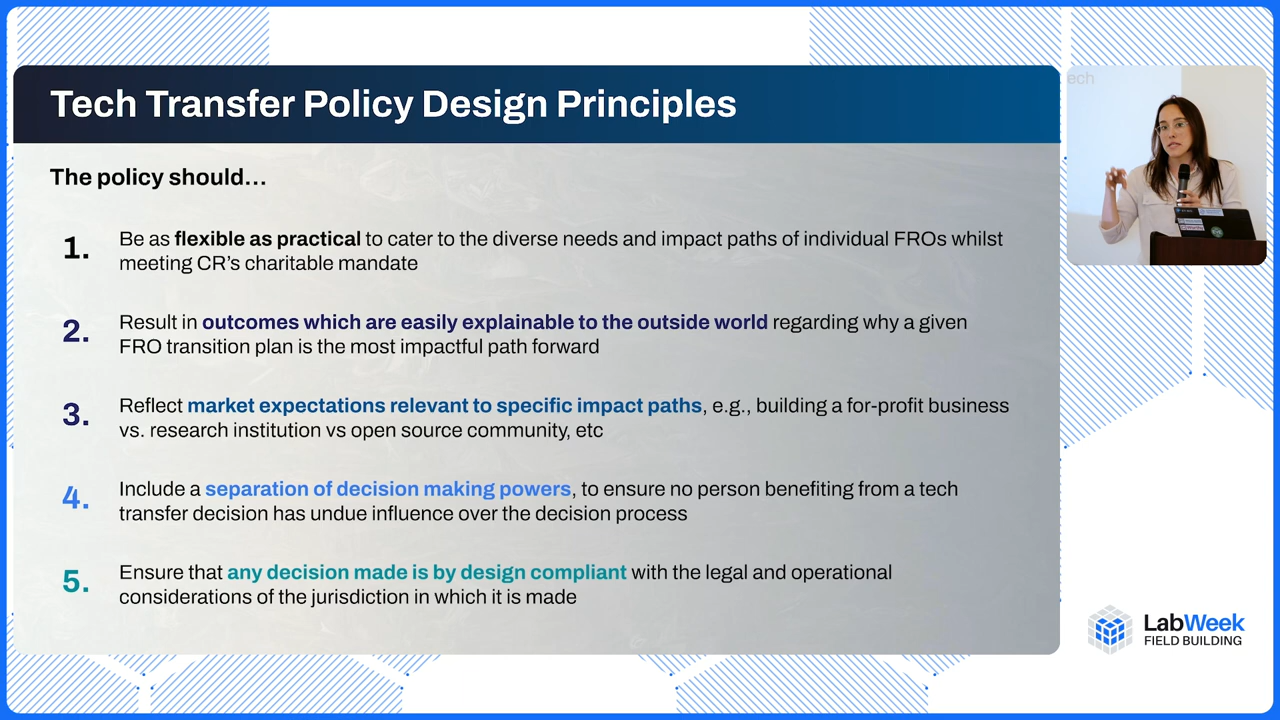 Tech Transfer Policy Design Principles
ech
The policy should...
1.
Be as flexible as practical to cater to the diverse needs and impact paths of individual FROs whilst
meeting CR's charitable mandate
2.
Result in outcomes which are easily explainable to the outside world regarding why a given
FRO transition plan is the most impactful path forward
3.
Reflect market expectations relevant to specific impact paths, e.g., building a for-profit business
vs. research institution vs open source community, etc
4.
Include a separation of decision making powers, to ensure no person benefiting from a tech
transfer decision has undue influence over the decision process
5.
Ensure that any decision made is by design compliant with the legal and operational
considerations of the jurisdiction in which it is made
LabWeek
FIELD BUILDING